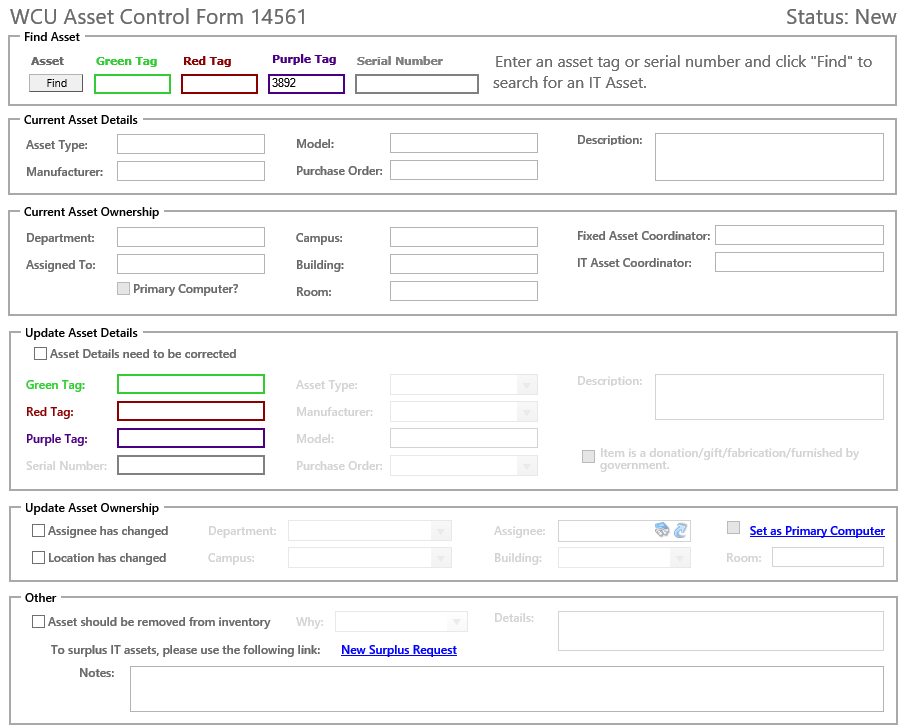 WCU Asset Control Form 14561
Status: New
Find Asset
Asset Green Tag Red Tag Purple Tag Serial Number
Find 3892
Enter an asset tag or serial number and click "Find" to
search for an IT Asset.
Current Asset Details
Asset Type: Model: Description:
Manufacturer: Purchase Order:
Current Asset Ownership
Department: Campus: Fixed Asset Coordinator:
Assigned To: Building: IT Asset Coordinator:
Primary Computer? Room:
Update Asset Details
Asset Details need to be corrected
Green Tag: Asset Type: Description:
Red Tag: Manufacturer:
Purple Tag: Model:
Serial Number: Purchase Order:
Item is a donation/gift/fabrication/furnished by
government.
Update Asset Ownership
Assignee has changed Department: Assignee: Set as Primary Computer
Location has changed Campus: Building: Room:
Other
Asset should be removed from inventory Why: Details:
To surplus IT assets, please use the following link: New Surplus Request
Notes: